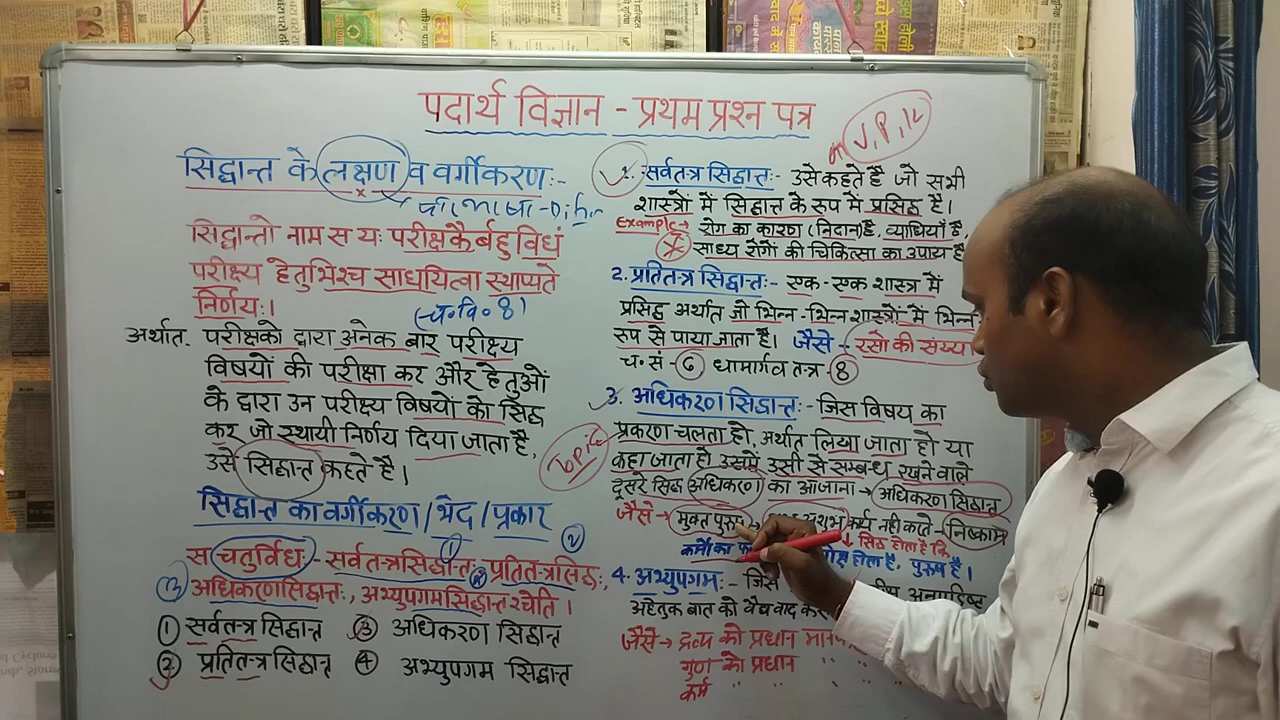 पदार्थ विज्ञान - प्रथम प्रश्न पत्र
सिद्धान्त के लक्षण व वर्गीकरण:-
सिद्धान्तो नाम स यः परीक्षकैर्बहुविधं
परीक्ष्य हेतुभिश्च साधयित्वा स्थाप्यते
निर्णयः।
(च॰वि॰ 8)
अर्थात. परीक्षको द्वारा अनेक बार परीक्ष्य
विषयों की परीक्षा कर और हेतुओं
के द्वारा उन परीक्ष्य विषयों को सिद्ध
कर जो स्थायी निर्णय दिया जाता है,
उसे सिद्धान्त कहते है।
सिद्धान्त का वर्गीकरण / भेद / प्रकार
स चतुर्विधः - सर्वतन्त्रसिद्धान्तः प्रतितन्त्रसिद्धः,
अधिकरणसिद्धान्तः, अभ्युपगमसिद्धान्तश्चेति।
① सर्वतन्त्र सिद्धान्त ③ अधिकरण सिद्धान्त
② प्रतितन्त्र सिद्धान्त ④ अभ्युपगम सिद्धान्त
1. सर्वतन्त्र सिद्धान्तः- उसे कहते है जो सभी
शास्त्रों में सिद्धान्त के रूप में प्रसिद्ध है।
Example→ रोग का कारण (निदान) है, व्याधियाँ है,
साध्य रोगों की चिकित्सा का उपाय है
2. प्रतितन्त्र सिद्धान्तः- एक-एक शास्त्र में
प्रसिद्ध अर्थात जो भिन्न-भिन्न शास्त्रों में भिन्न
रूप से पाया जाता है। जैसे- रसो की संख्या
च॰सं- 6 धामार्गव तन्त्र. 8
3. अधिकरण सिद्धान्तः- जिस विषय का
प्रकरण चलता हो, अर्थात लिया जाता हो या
कहा जाता हो उसमें उसी से सम्बन्ध रखने वाले
दूसरे सिद्ध अधिकरण का आजाना → अधिकरण सिद्धान्त
Topic
जैसे→ मुक्त पुरुष अशुभ कार्य नही करते- निष्काम
↓ सिद्ध होता है कि
कर्मो का होता है, पुरुष है।
4. अभ्युपगमः- जिस
अहेतुक बात को वैद्य वाद
जैसे→ द्रव्य को प्रधान
गुण को प्रधान
कर्म " "